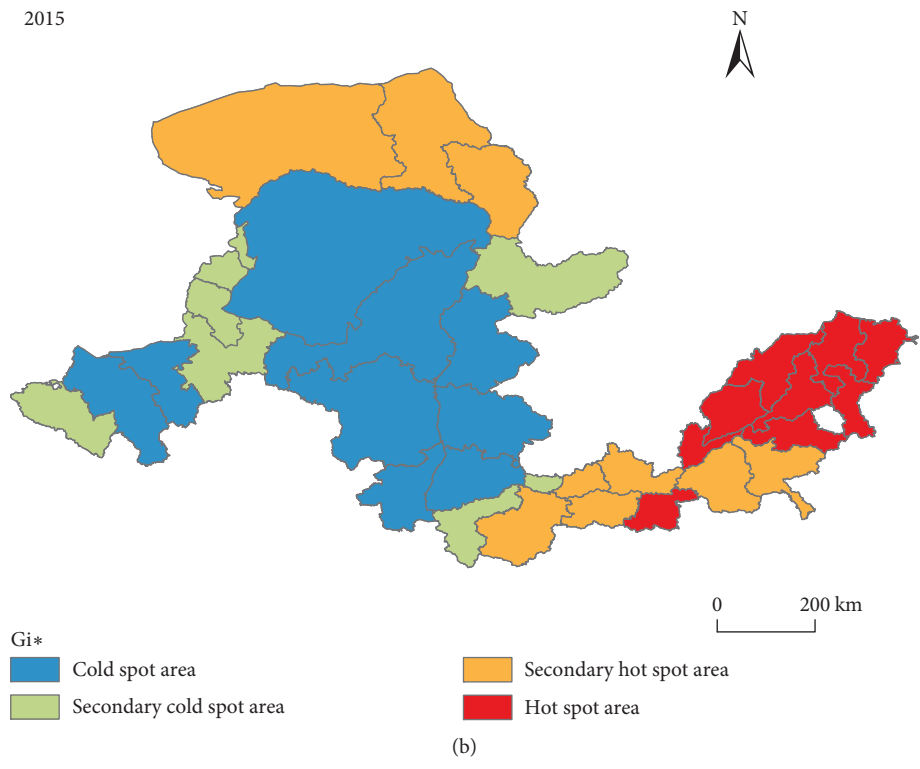 2015
N
0 200 km
Gi*
Cold spot area
Secondary hot spot area
Secondary cold spot area
Hot spot area
(b)